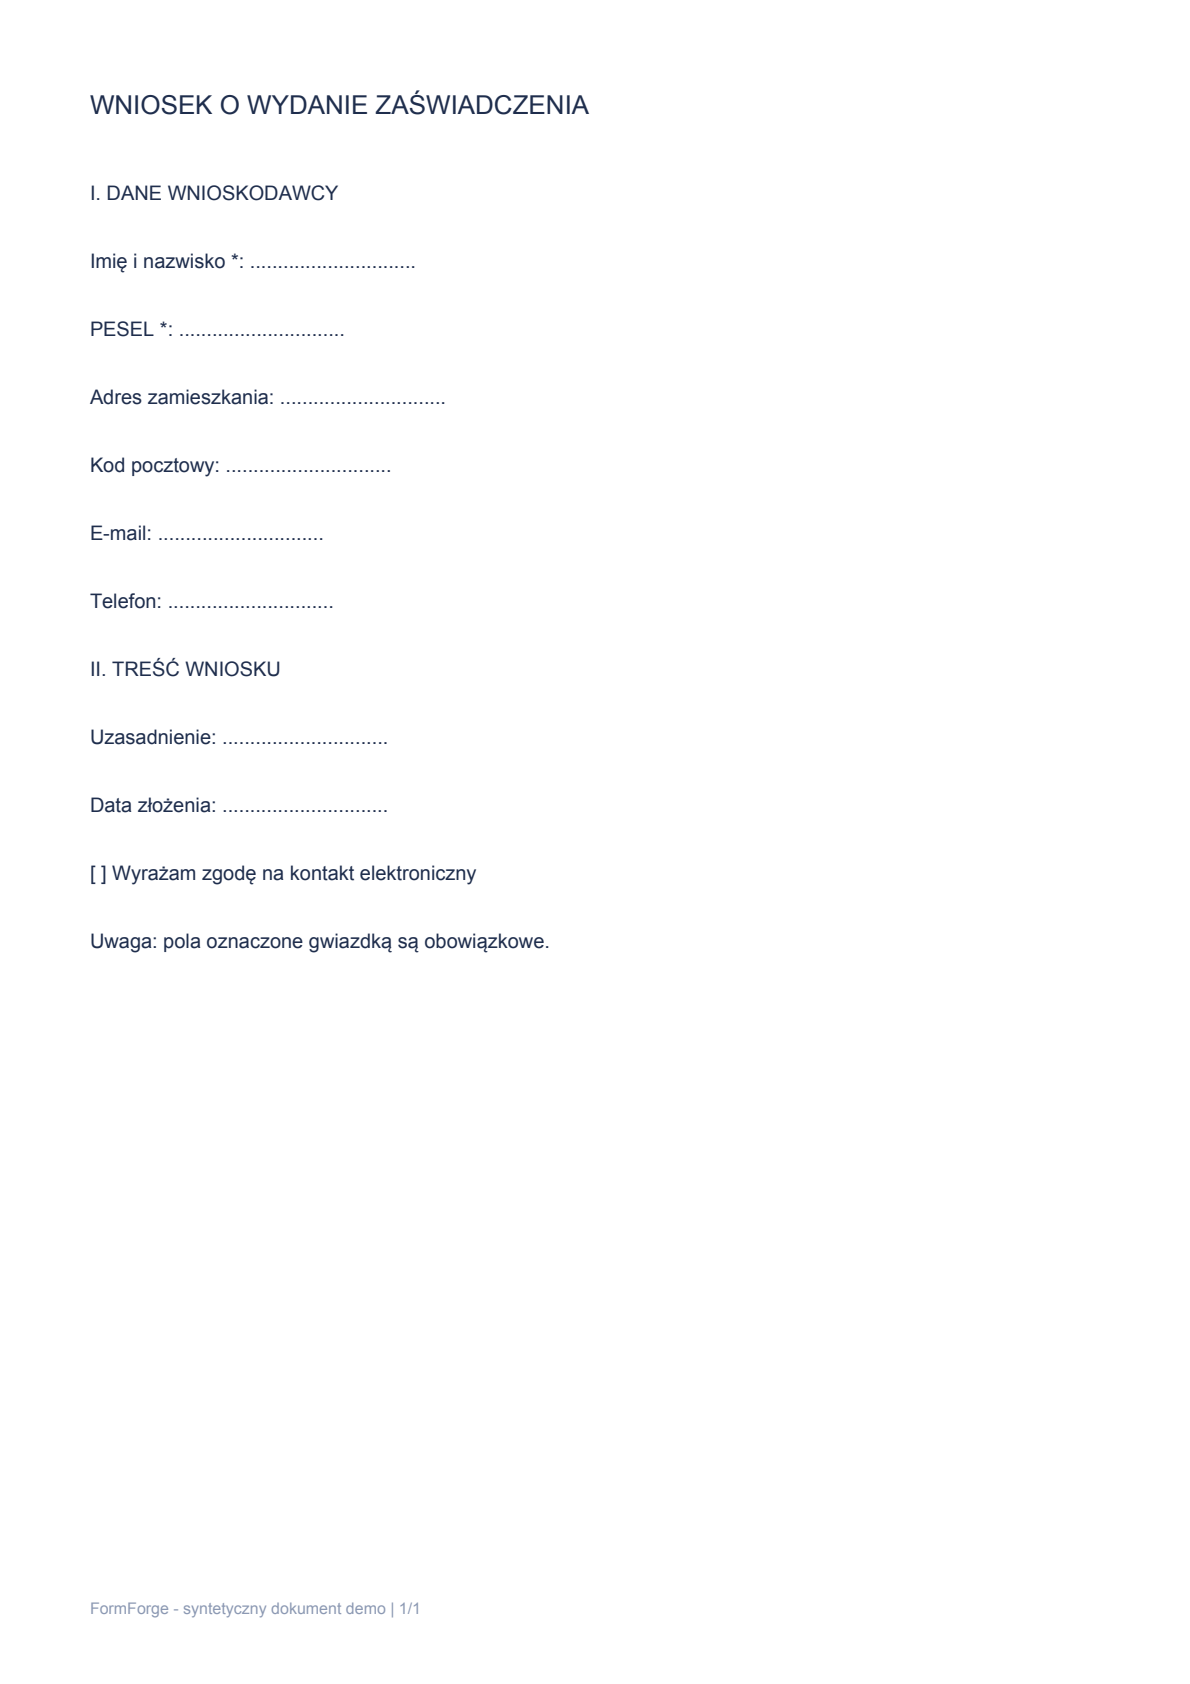 WNIOSEK O WYDANIE ZAŚWIADCZENIA
I. DANE WNIOSKODAWCY
Imię i nazwisko *: ..............................
PESEL *: ..............................
Adres zamieszkania: ..............................
Kod pocztowy: ..............................
E-mail: ..............................
Telefon: ..............................
II. TREŚĆ WNIOSKU
Uzasadnienie: ..............................
Data złożenia: ..............................
[ ] Wyrażam zgodę na kontakt elektroniczny
Uwaga: pola oznaczone gwiazdką są obowiązkowe.
FormForge - syntetyczny dokument demo | 1/1